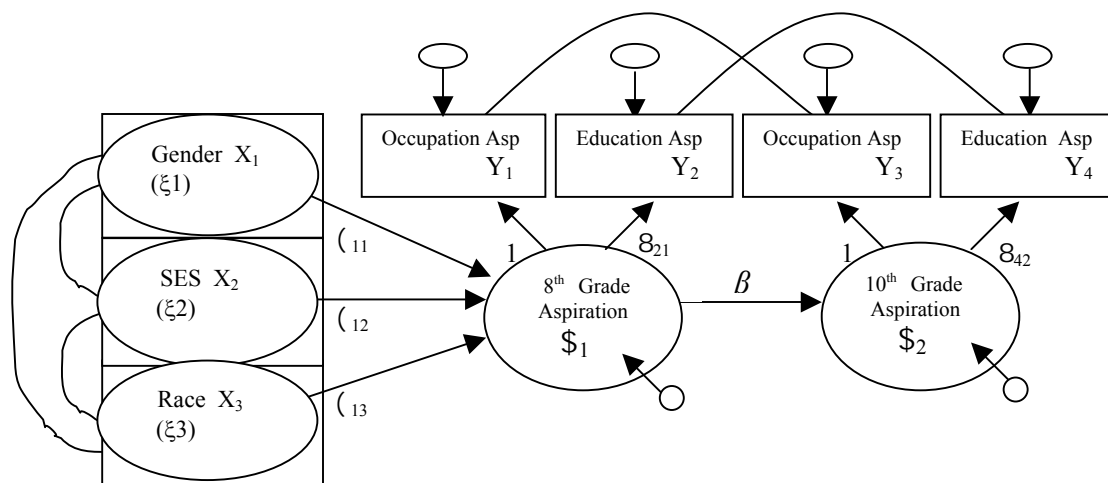 Occupation Asp
Y1
Education Asp
Y2
Occupation Asp
Y3
Education Asp
Y4
Gender X1
(ξ1)
SES X2
(ξ2)
Race X3
(ξ3)
(11
(12
(13
1
821
8th Grade
Aspiration
$1
β
1
842
10th Grade
Aspiration
$2